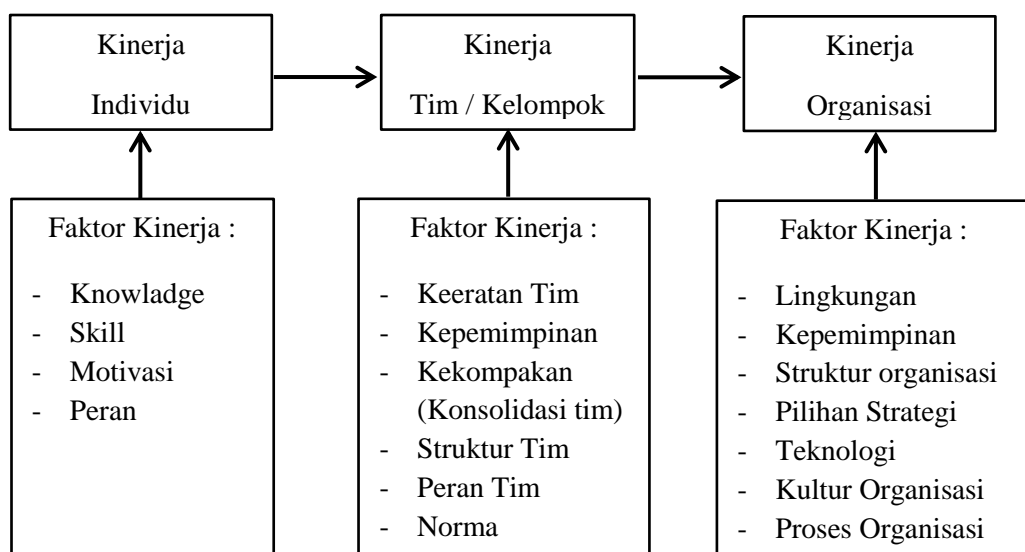 Kinerja
Individu
Kinerja
Tim / Kelompok
Kinerja
Organisasi
Faktor Kinerja :
- Knowladge
- Skill
- Motivasi
- Peran
Faktor Kinerja :
- Keeratan Tim
- Kepemimpinan
- Kekompakan
(Konsolidasi tim)
- Struktur Tim
- Peran Tim
- Norma
Faktor Kinerja :
- Lingkungan
- Kepemimpinan
- Struktur organisasi
- Pilihan Strategi
- Teknologi
- Kultur Organisasi
- Proses Organisasi